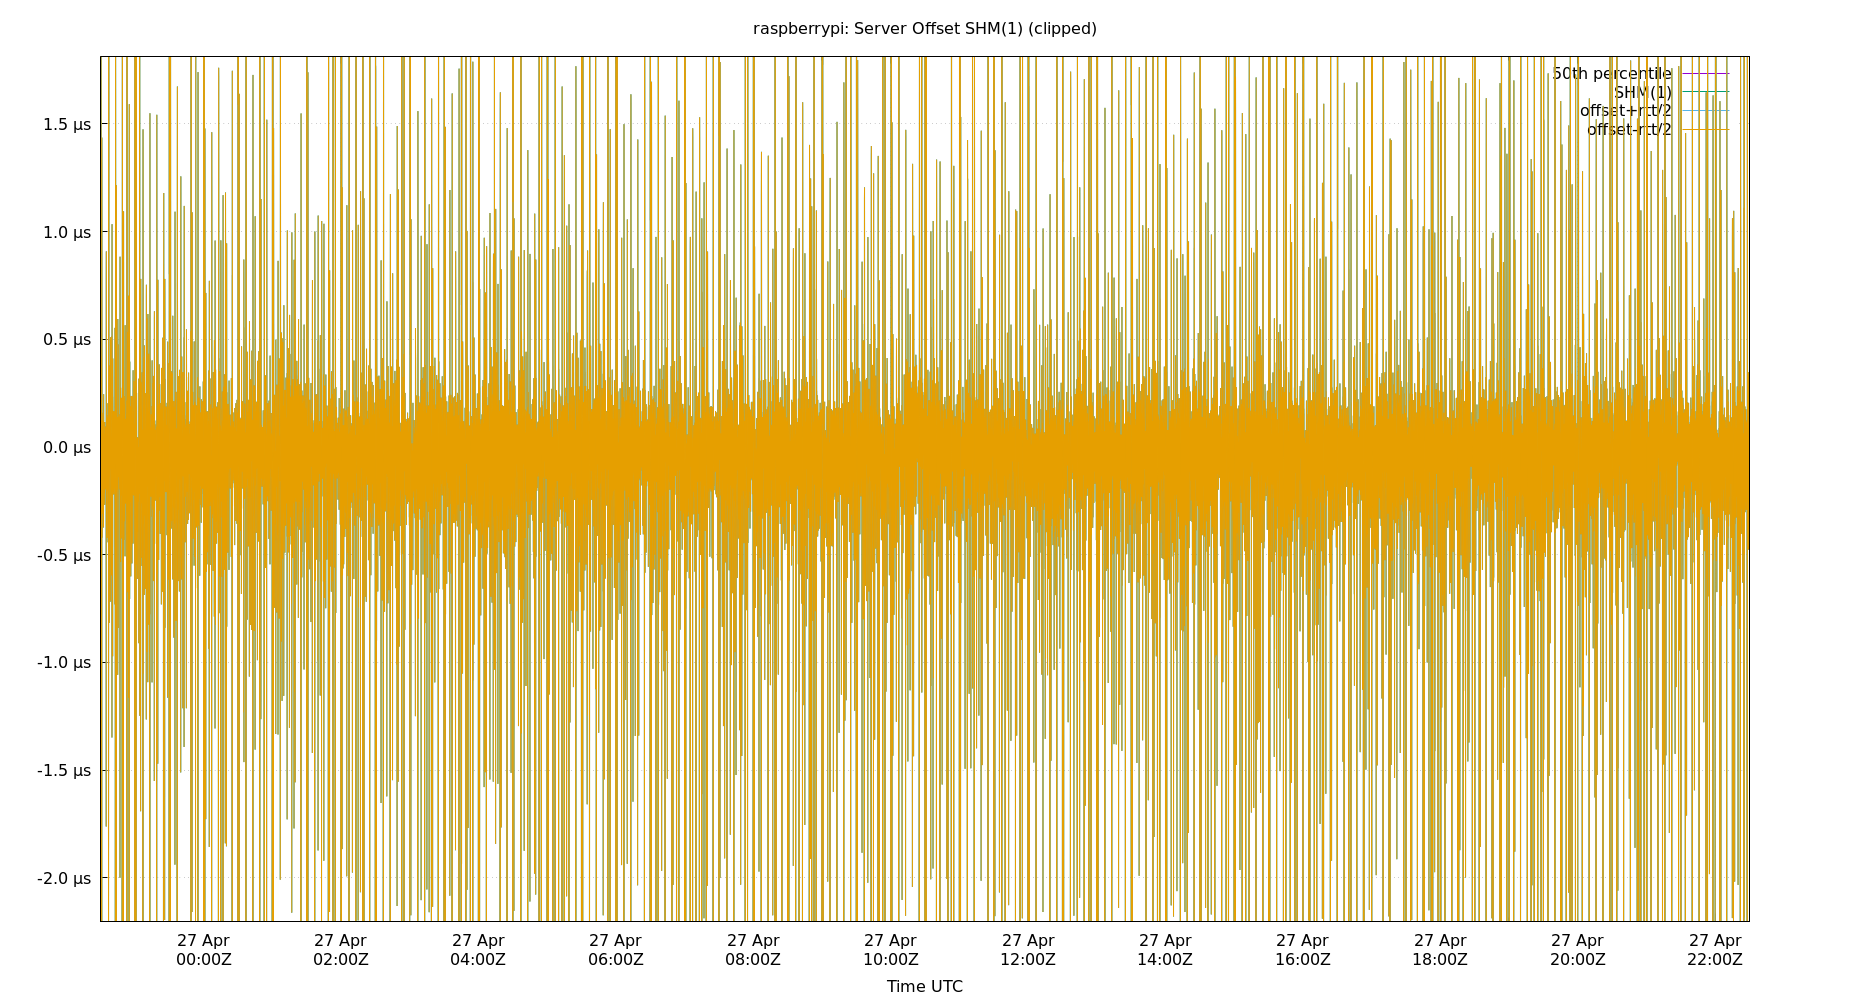 raspberrypi: Server Offset SHM(1) (clipped)
50th percentile
SHM(1)
offset+rtt/2
offset-rtt/2
1.5 µs
1.0 µs
0.5 µs
0.0 µs
-0.5 µs
-1.0 µs
-1.5 µs
-2.0 µs
27 Apr 27 Apr 27 Apr 27 Apr 27 Apr 27 Apr 27 Apr 27 Apr 27 Apr 27 Apr 27 Apr 27 Apr
00:00Z 02:00Z 04:00Z 06:00Z 08:00Z 10:00Z 12:00Z 14:00Z 16:00Z 18:00Z 20:00Z 22:00Z
Time UTC